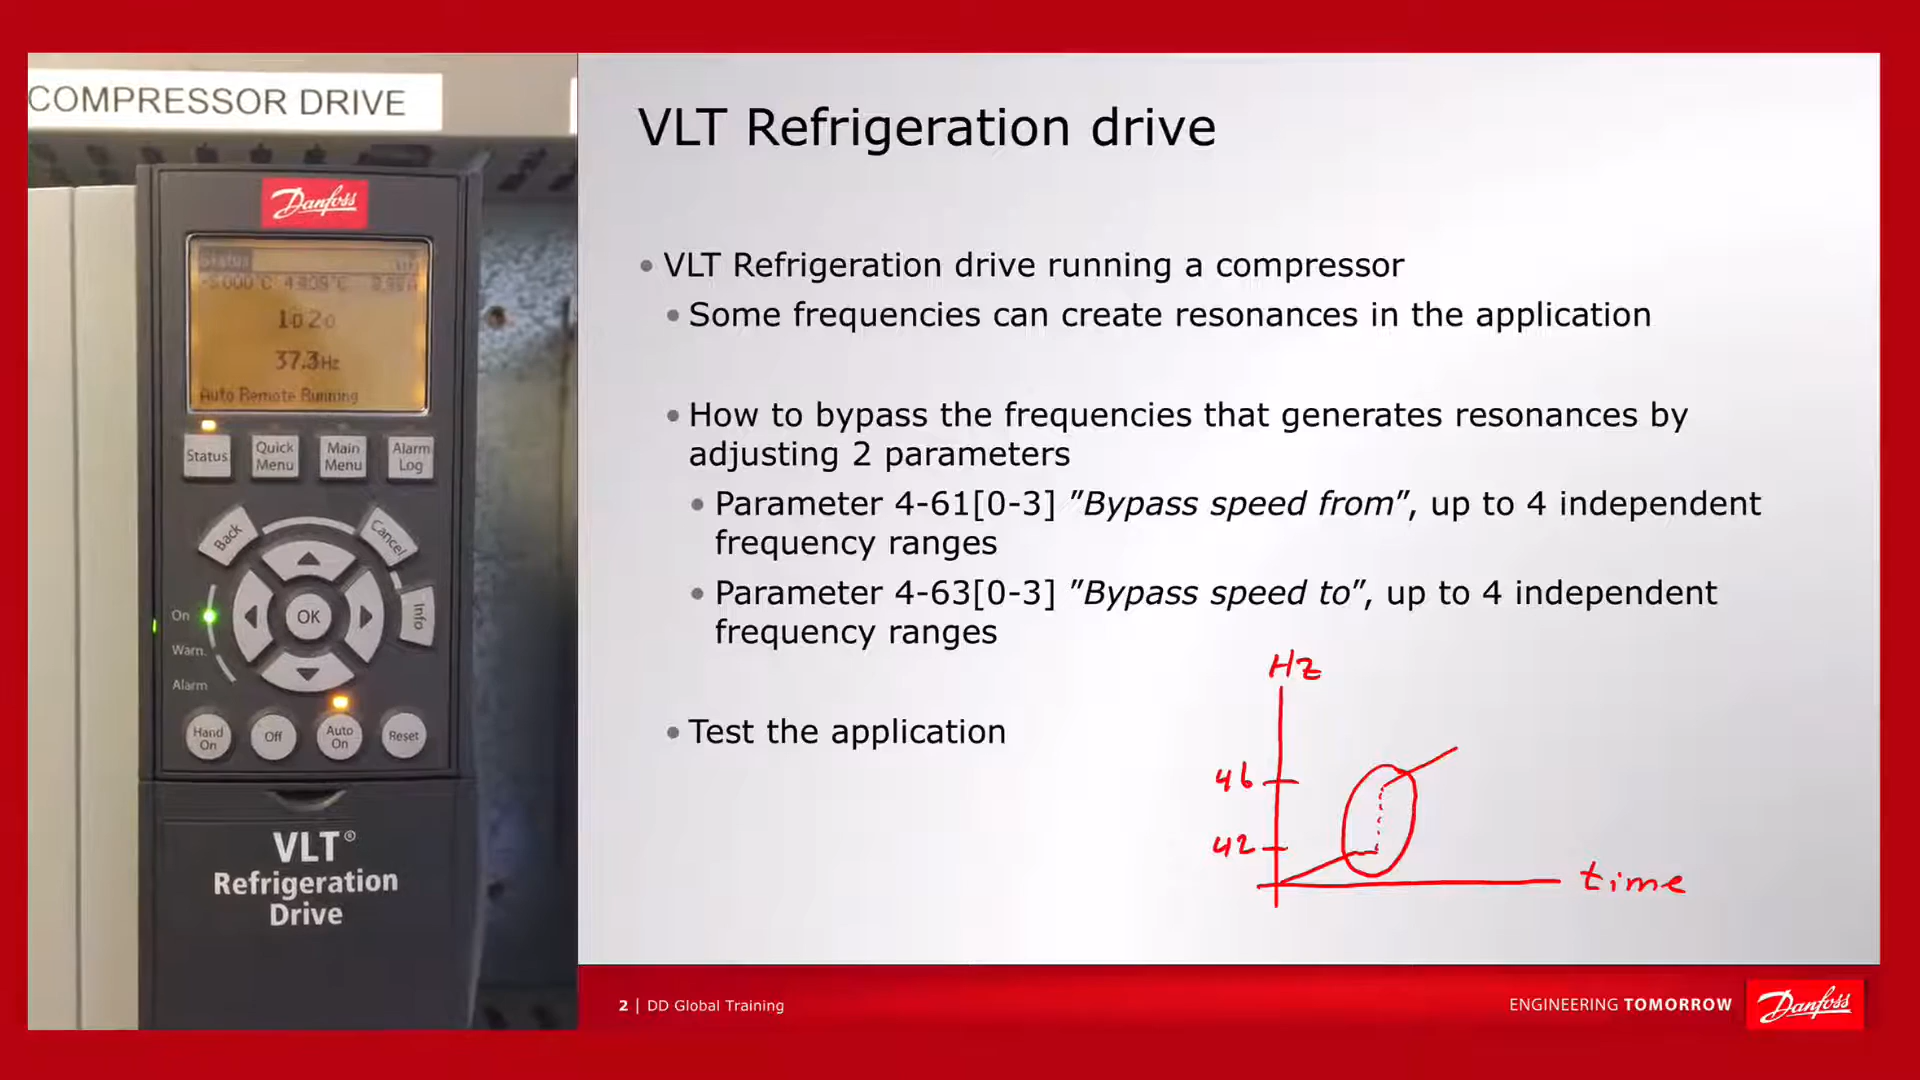 COMPRESSOR DRIVE
Danfoss
Status
1020
37.3Hz
Auto Remote Running
Status
Quick Menu
Main Menu
Alarm Log
Back
Cancel
OK
Info
On
Warn.
Alarm
Hand On
Off
Auto On
Reset
VLT®
Refrigeration
Drive
VLT Refrigeration drive
VLT Refrigeration drive running a compressor
Some frequencies can create resonances in the application
How to bypass the frequencies that generates resonances by
adjusting 2 parameters
Parameter 4-61[0-3] ”Bypass speed from”, up to 4 independent
frequency ranges
Parameter 4-63[0-3] ”Bypass speed to”, up to 4 independent
frequency ranges
Test the application
Hz
46
42
time
2 | DD Global Training
ENGINEERING TOMORROW
Danfoss